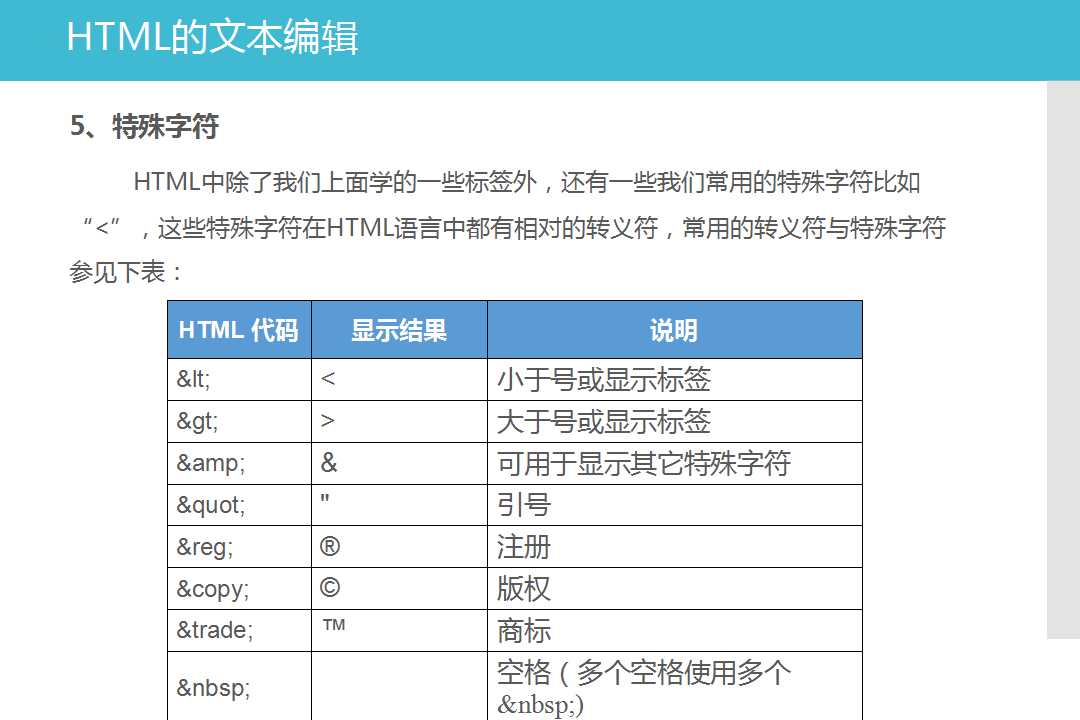 HTML的文本编辑
5、特殊字符
HTML中除了我们上面学的一些标签外，还有一些我们常用的特殊字符比如
“<”，这些特殊字符在HTML语言中都有相对的转义符，常用的转义符与特殊字符
参见下表：
HTML 代码 显示结果 说明
&lt; < 小于号或显示标签
&gt; > 大于号或显示标签
&amp; & 可用于显示其它特殊字符
&quot; " 引号
&reg; ® 注册
&copy; © 版权
&trade; ™ 商标
&nbsp; 空格（多个空格使用多个
&nbsp;)